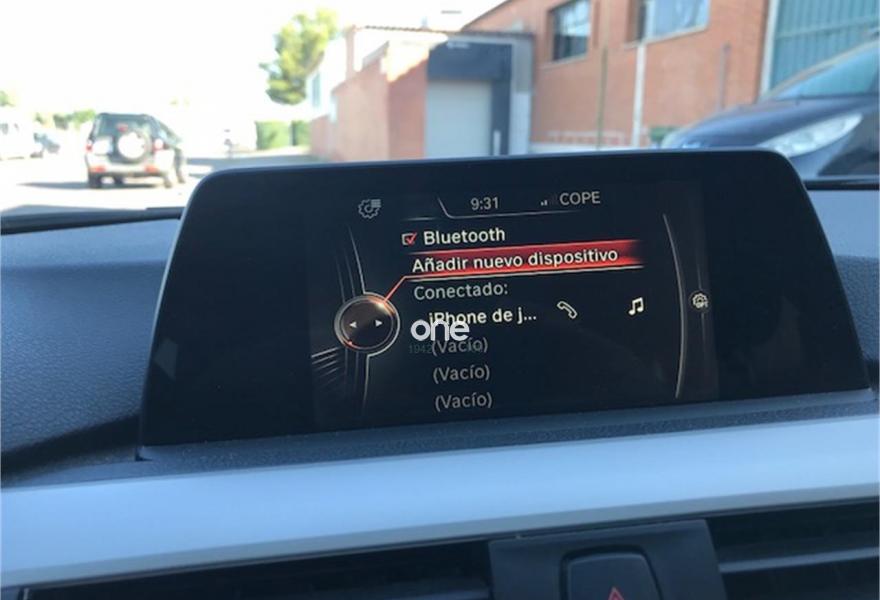 9:31 COPE
Bluetooth
Añadir nuevo dispositivo
Conectado:
iPhone de j...
one
(Vacío)
(Vacío)
(Vacío)